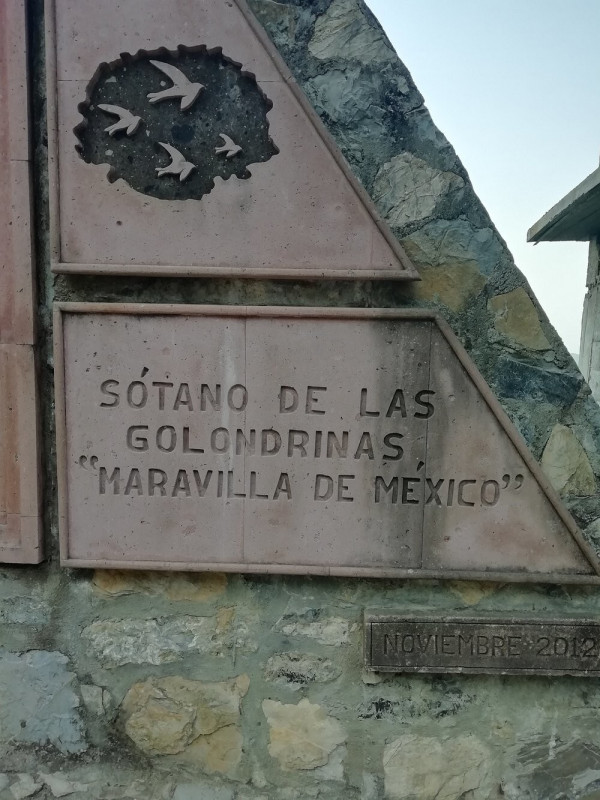 SÓTANO DE LAS
GOLONDRINAS,
"MARAVILLA DE MÉXICO"
NOVIEMBRE 2012